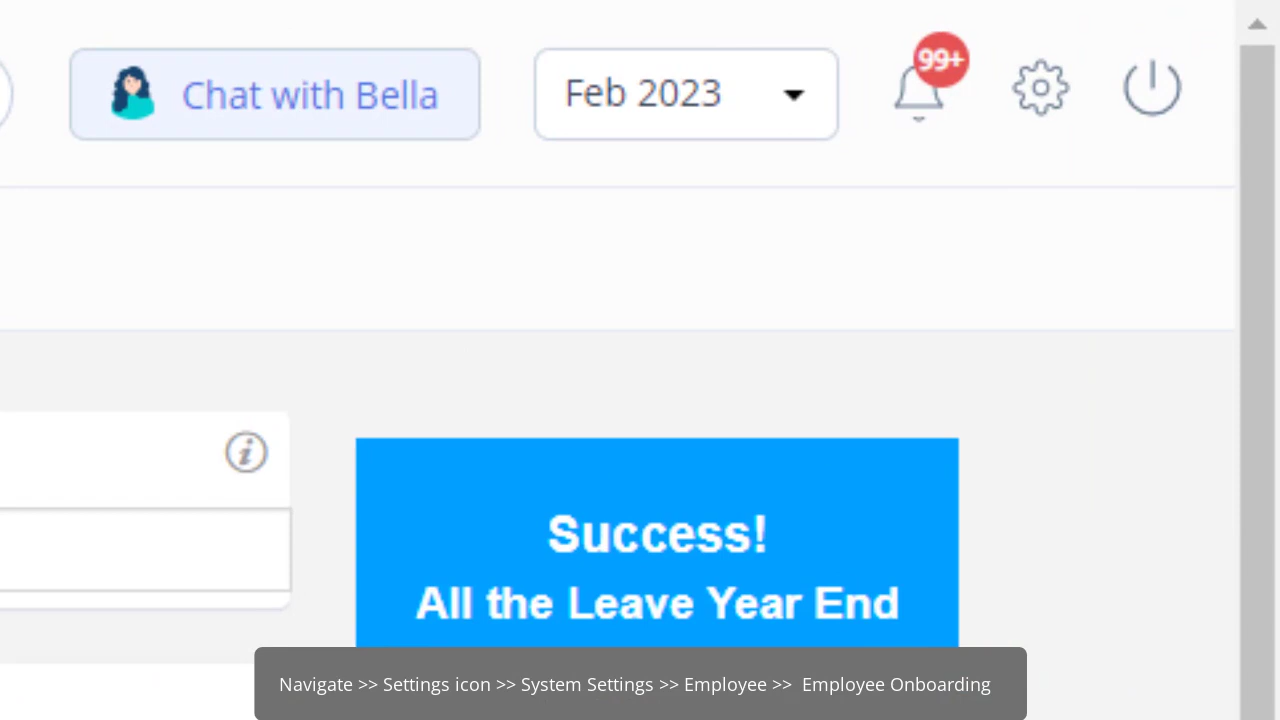 Chat with Bella
Feb 2023
99+
Success!
All the Leave Year End
Navigate >> Settings icon >> System Settings >> Employee >>  Employee Onboarding